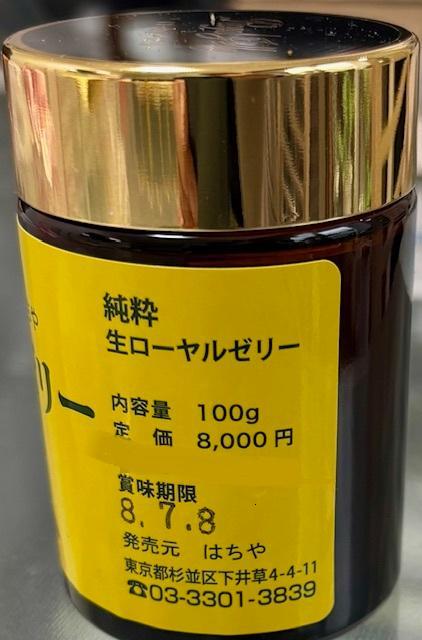 や
リー
純粋
生ローヤルゼリー
内容量 100g
定 価 8,000円
賞味期限
8.7.8
発売元 はちや
東京都杉並区下井草4-4-11
☎03-3301-3839